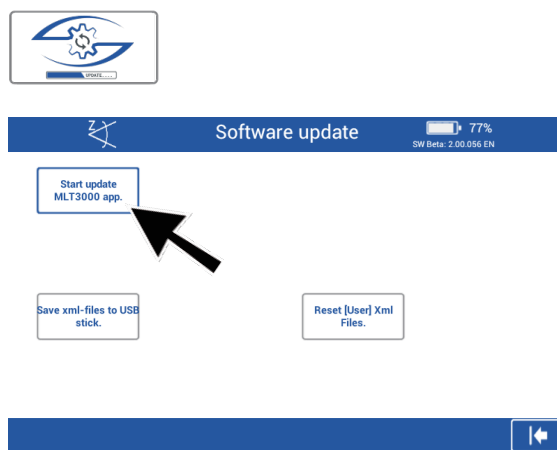 UPDATE.....
Z
Software update
77%
SW Beta: 2.00.056 EN
Start update
MLT3000 app.
Save xml-files to USB
stick.
Reset [User] Xml
Files.